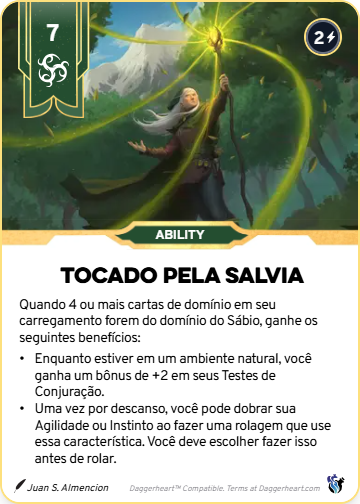 7
2
ABILITY
TOCADO PELA SALVIA
Quando 4 ou mais cartas de domínio em seu
carregamento forem do domínio do Sábio, ganhe os
seguintes benefícios:
• Enquanto estiver em um ambiente natural, você
ganha um bônus de +2 em seus Testes de
Conjuração.
• Uma vez por descanso, você pode dobrar sua
Agilidade ou Instinto ao fazer uma rolagem que use
essa característica. Você deve escolher fazer isso
antes de rolar.
Juan S. Almencion
Daggerheart™ Compatible. Terms at Daggerheart.com